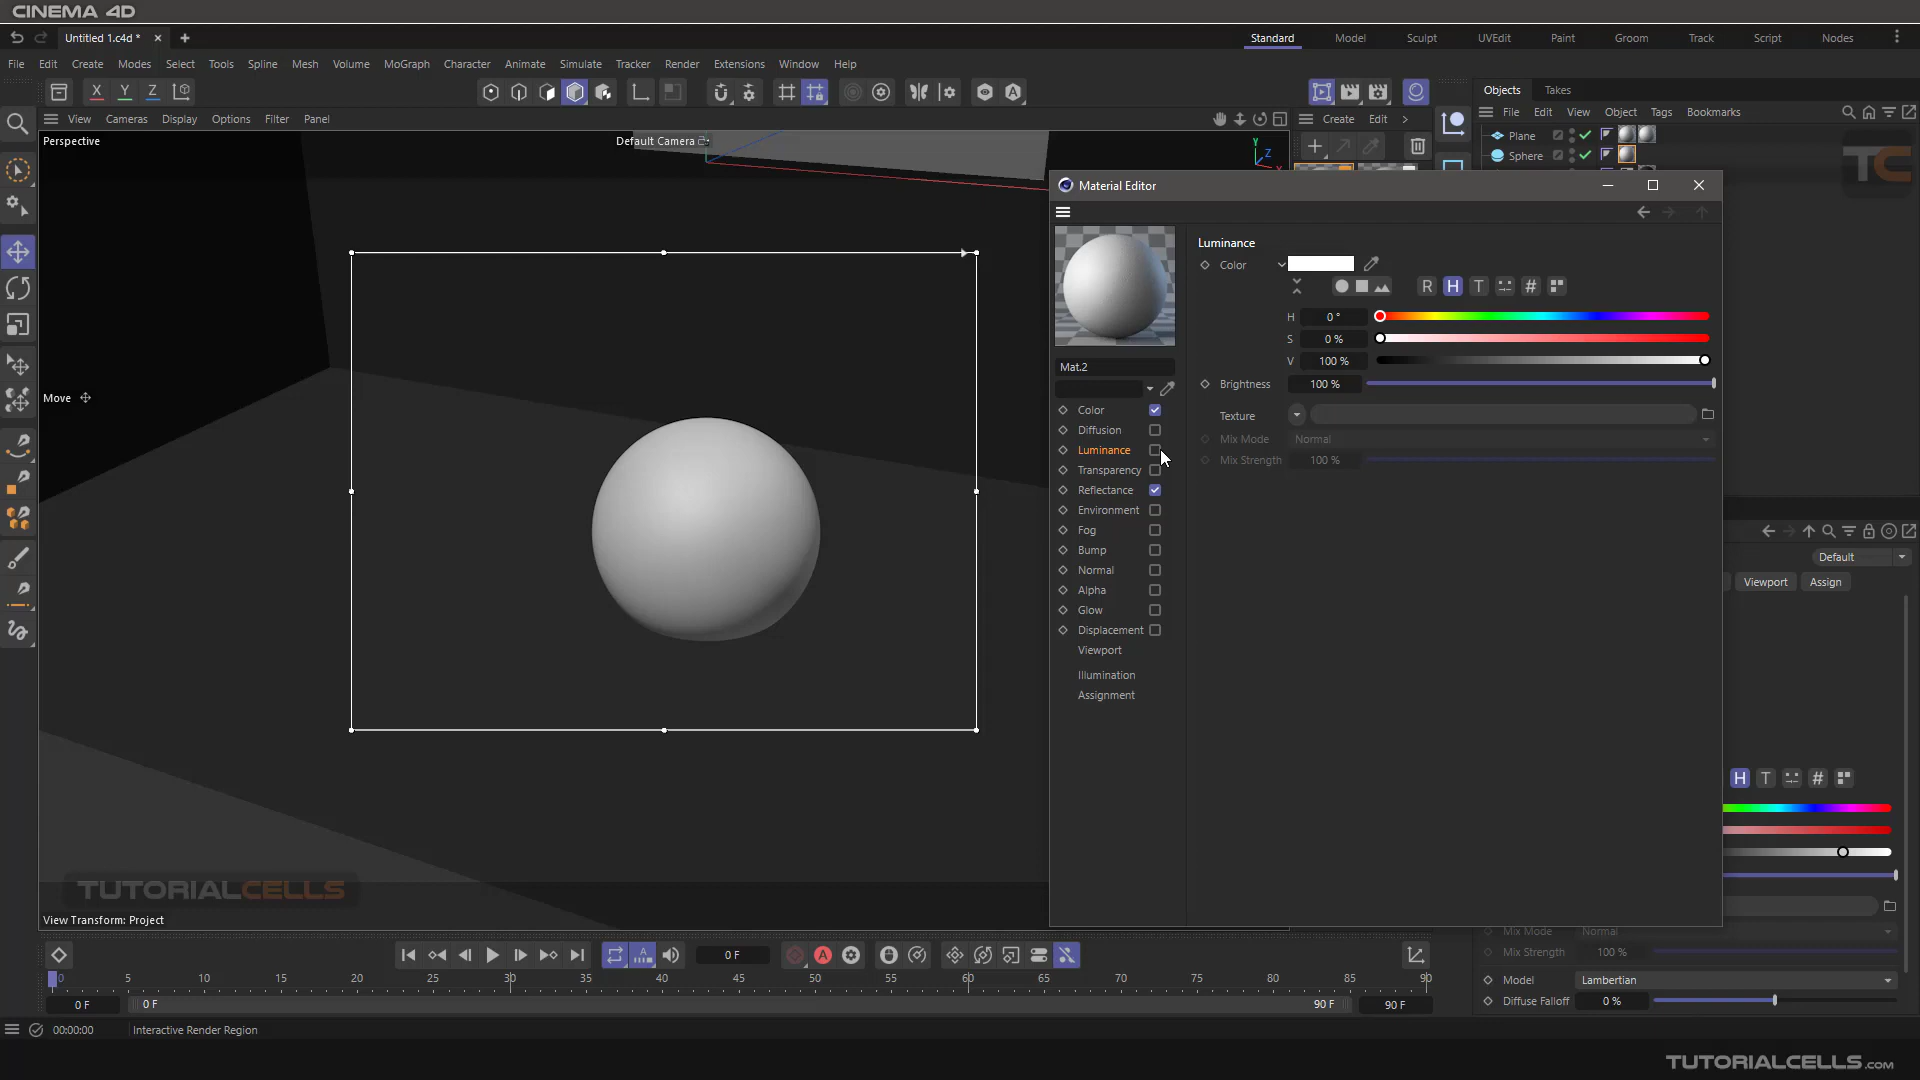 CINEMA 4D
Untitled 1.c4d *
Standard
Model
Sculpt
UVEdit
Paint
Groom
Track
Script
Nodes
File Edit Create Modes Select Tools Spline Mesh Volume MoGraph Character Animate Simulate Tracker Render Extensions Window Help
X Y Z
Objects Takes
View Cameras Display Options Filter Panel
Create Edit
File Edit View Object Tags Bookmarks
Perspective
Default Camera
Y
Z
X
Plane
Sphere
TC
Material Editor
Luminance
Color
R H T #
H 0 °
S 0 %
V 100 %
Mat.2
Brightness 100 %
Texture
Mix Mode Normal
Mix Strength 100 %
Move
Color
Diffusion
Luminance
Transparency
Reflectance
Environment
Fog
Bump
Normal
Alpha
Glow
Displacement
Viewport
Illumination
Assignment
Default
Viewport Assign
H T #
TUTORIALCELLS
View Transform: Project
Mix Mode Normal
Mix Strength 100 %
Model Lambertian
Diffuse Falloff 0 %
0 F
0 5 10 15 20 25 30 35 40 45 50 55 60 65 70 75 80 85 90
0 F 0 F 90 F 90 F
00:00:00 Interactive Render Region
TUTORIALCELLS.com